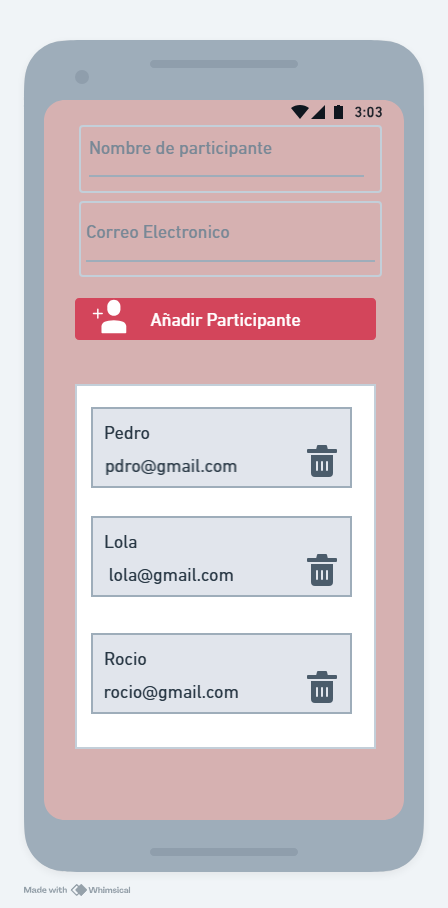 3:03
Nombre de participante
Correo Electronico
Añadir Participante
Pedro
pdro@gmail.com
Lola
lola@gmail.com
Rocio
rocio@gmail.com
Made with Whimsical